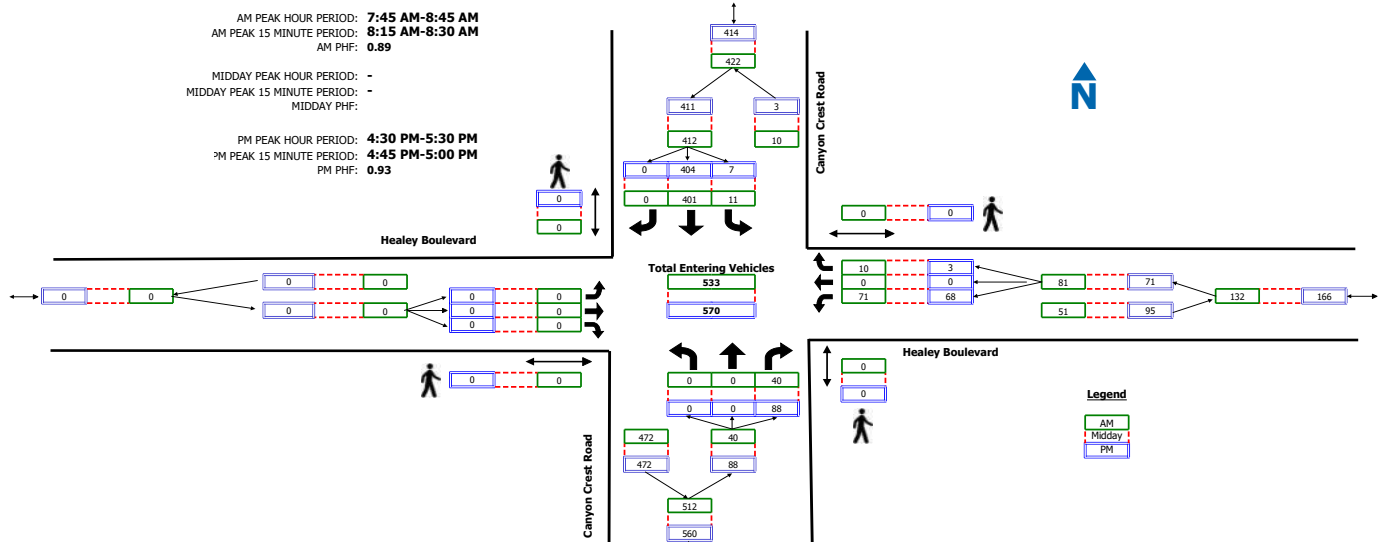 AM PEAK HOUR PERIOD: 7:45 AM-8:45 AM
AM PEAK 15 MINUTE PERIOD: 8:15 AM-8:30 AM
AM PHF: 0.89
MIDDAY PEAK HOUR PERIOD: -
MIDDAY PEAK 15 MINUTE PERIOD: -
MIDDAY PHF:
PM PEAK HOUR PERIOD: 4:30 PM-5:30 PM
PM PEAK 15 MINUTE PERIOD: 4:45 PM-5:00 PM
PM PHF: 0.93
414
422
411 3
412 10
0 404 7
0 401 11
Canyon Crest Road
N
0
0
0 0
Healey Boulevard
0 0
0 0
0 0
0 0
0 0
0 0
Total Entering Vehicles
533
570
10 3
0 0
71 68
81 71
51 95
132 166
Healey Boulevard
0 0
0
0
0 0 40
0 0 88
472 40
472 88
512
560
Canyon Crest Road
Legend
AM
Midday
PM